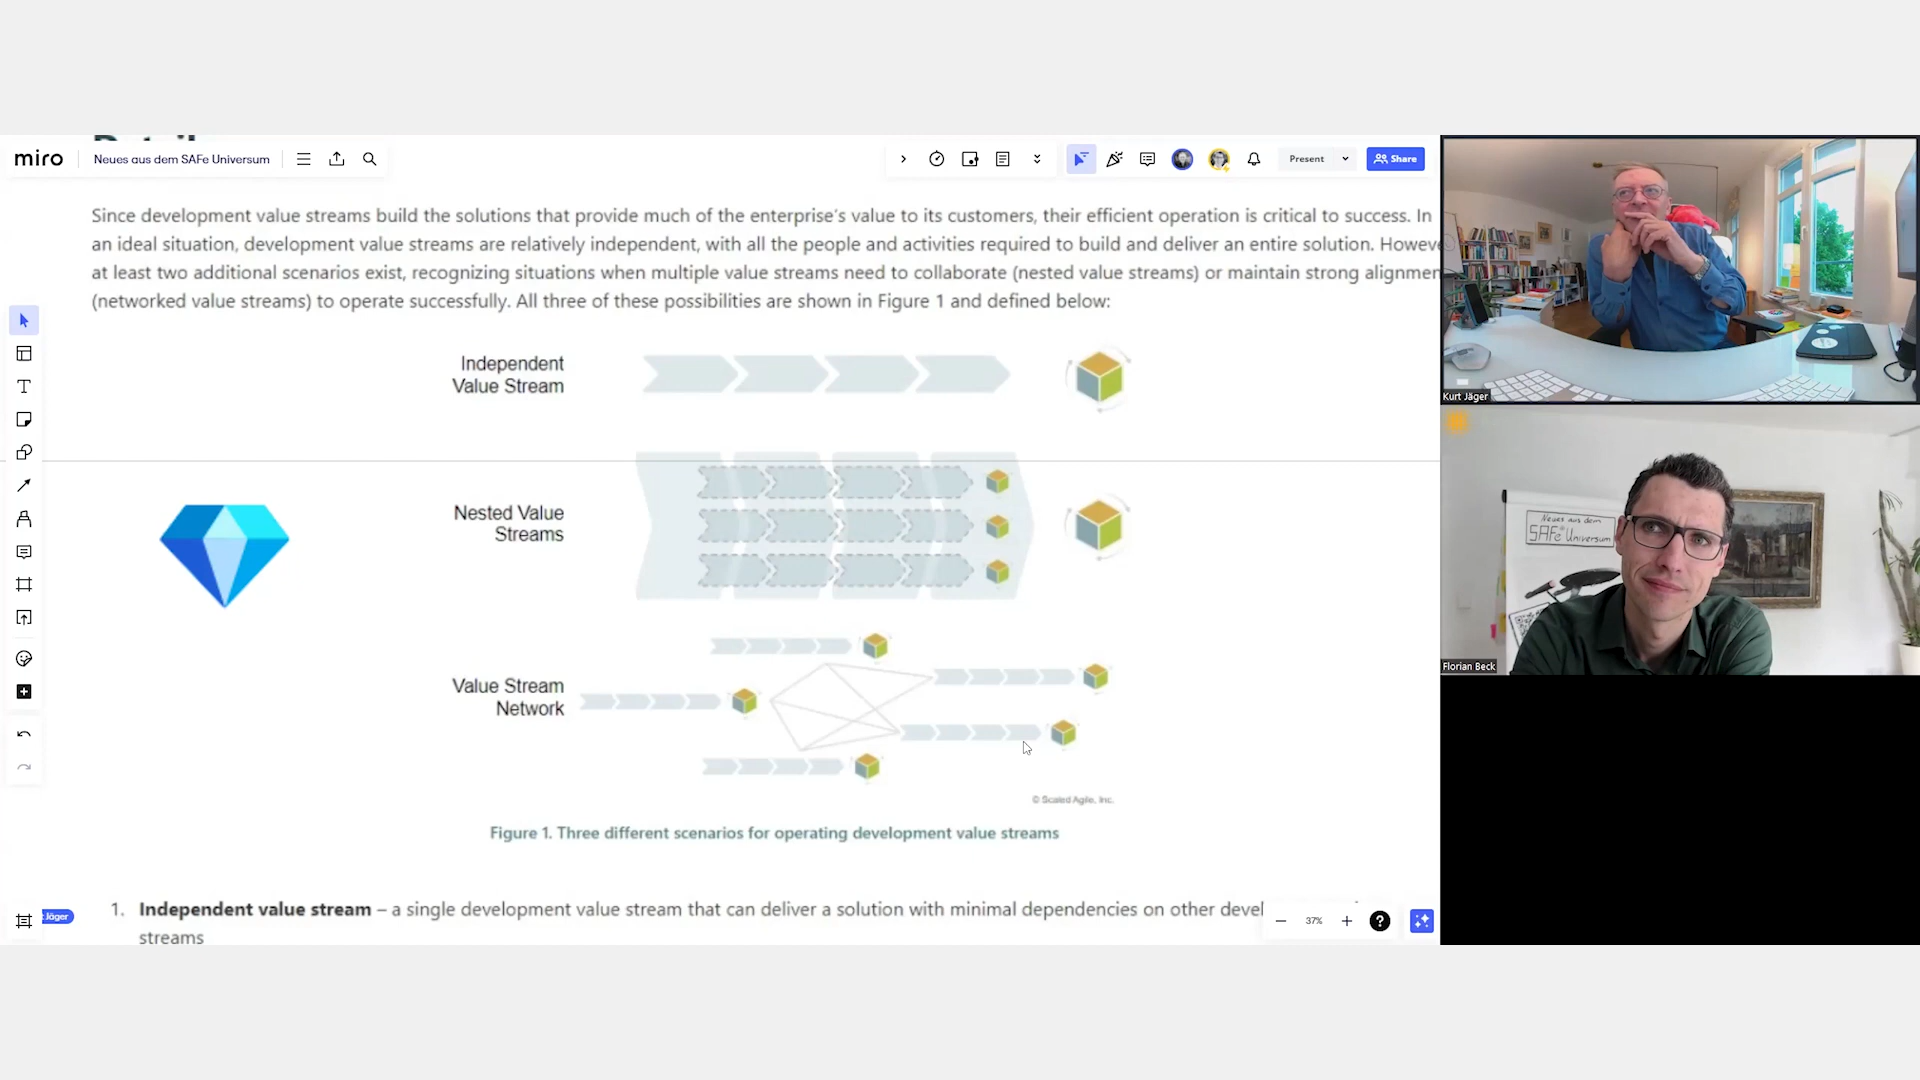 miro
Neues aus dem SAFe Universum
Present
Share
Since development value streams build the solutions that provide much of the enterprise's value to its customers, their efficient operation is critical to success. In
an ideal situation, development value streams are relatively independent, with all the people and activities required to build and deliver an entire solution. Howeve
at least two additional scenarios exist, recognizing situations when multiple value streams need to collaborate (nested value streams) or maintain strong alignmen
(networked value streams) to operate successfully. All three of these possibilities are shown in Figure 1 and defined below:
Independent
Value Stream
Nested Value
Streams
Value Stream
Network
© Scaled Agile, Inc.
Figure 1. Three different scenarios for operating development value streams
1. Independent value stream – a single development value stream that can deliver a solution with minimal dependencies on other devel
streams
t Jäger
37%
Kurt Jäger
Neues aus dem
SAFe® Universum
Florian Beck